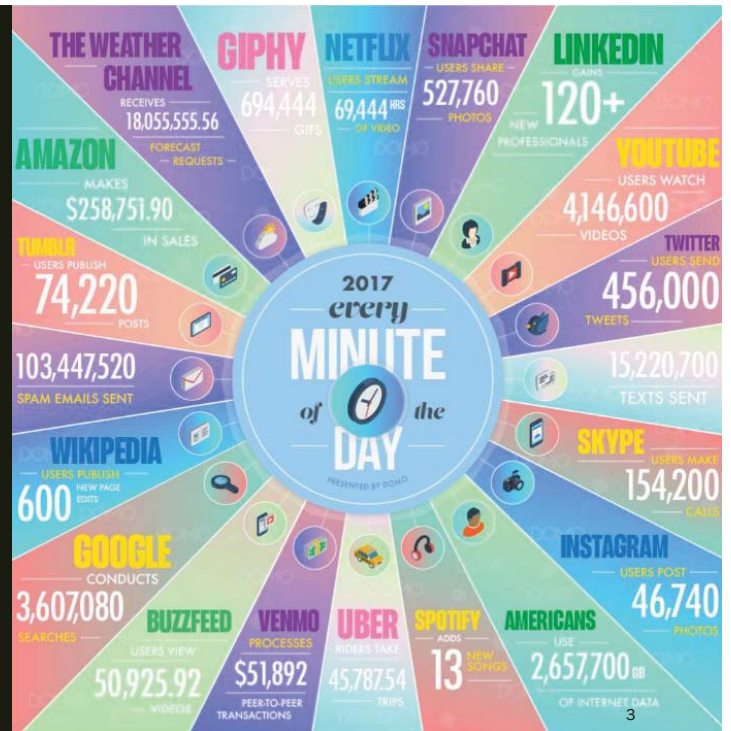 2017
every
MINUTE
of the
DAY
PRESENTED BY DOMO
THE WEATHER
CHANNEL
RECEIVES
18,055,555.56
FORECAST
REQUESTS
GIPHY
SERVES
694,444
GIFS
NETFLIX
USERS STREAM
69,444 HRS
OF VIDEO
SNAPCHAT
USERS SHARE
527,760
PHOTOS
LINKEDIN
GAINS
120+
NEW
PROFESSIONALS
YOUTUBE
USERS WATCH
4,146,600
VIDEOS
TWITTER
USERS SEND
456,000
TWEETS
15,220,700
TEXTS SENT
SKYPE
USERS MAKE
154,200
CALLS
INSTAGRAM
USERS POST
46,740
PHOTOS
AMERICANS
USE
2,657,700 GB
OF INTERNET DATA
SPOTIFY
ADDS
13 NEW
SONGS
UBER
RIDERS TAKE
45,787.54
TRIPS
VENMO
PROCESSES
$51,892
PEER-TO-PEER
TRANSACTIONS
BUZZFEED
USERS VIEW
50,925.92
VIDEOS
GOOGLE
CONDUCTS
3,607,080
SEARCHES
WIKIPEDIA
USERS PUBLISH
600 NEW PAGE
EDITS
103,447,520
SPAM EMAILS SENT
TUMBLR
USERS PUBLISH
74,220
POSTS
AMAZON
MAKES
$258,751.90
IN SALES
3